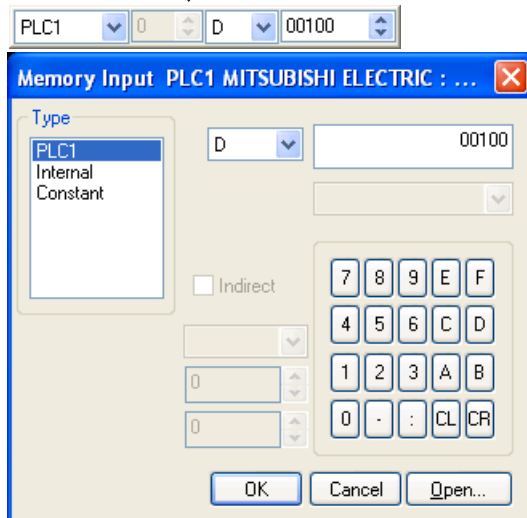 PLC1 0 D 00100
Memory Input PLC1 MITSUBISHI ELECTRIC : ...
Type
PLC1
Internal
Constant
D 00100
Indirect
7 8 9 E F
4 5 6 C D
0
1 2 3 A B
0
0 - : CL CR
OK Cancel Open...